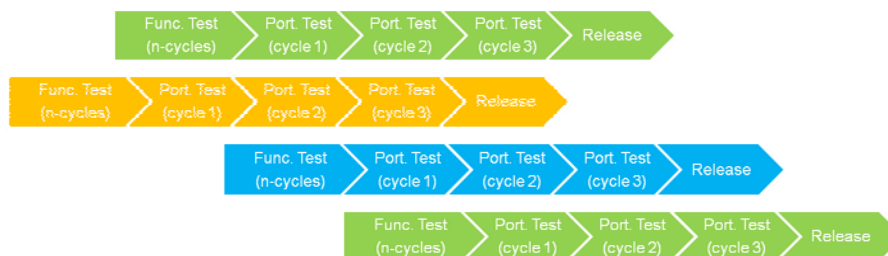 Func. Test Port. Test Port. Test Port. Test Release
(n-cycles) (cycle 1) (cycle 2) (cycle 3)
Func. Test Port. Test Port. Test Port. Test Release
(n-cycles) (cycle 1) (cycle 2) (cycle 3)
Func. Test Port. Test Port. Test Port. Test Release
(n-cycles) (cycle 1) (cycle 2) (cycle 3)
Func. Test Port. Test Port. Test Port. Test Release
(n-cycles) (cycle 1) (cycle 2) (cycle 3)